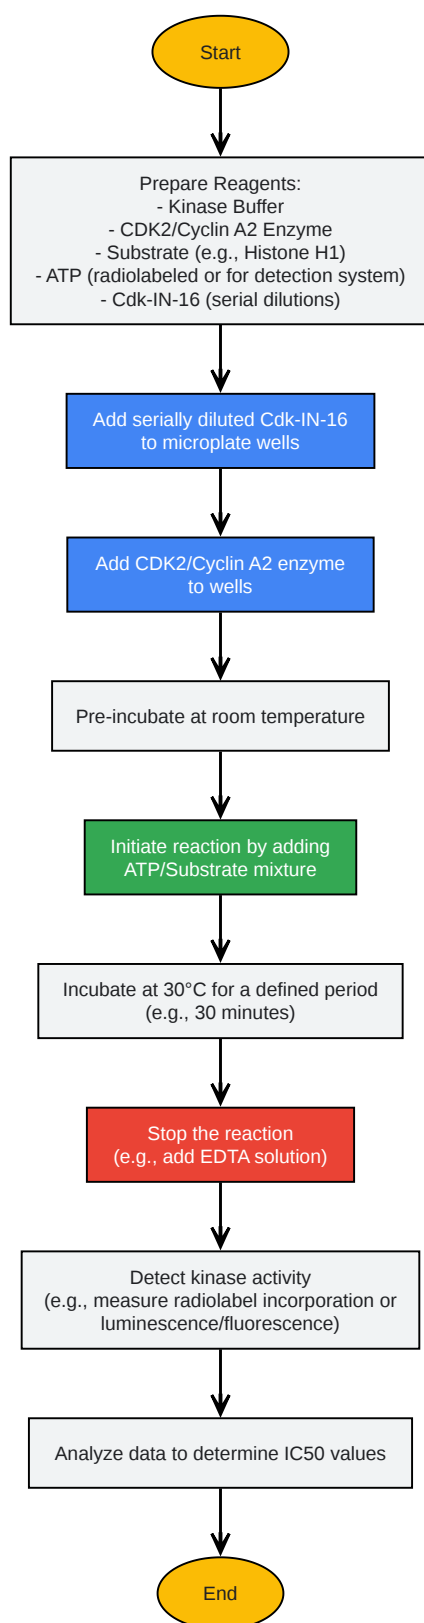 Start
Prepare Reagents:
- Kinase Buffer
- CDK2/Cyclin A2 Enzyme
- Substrate (e.g., Histone H1)
- ATP (radiolabeled or for detection system)
- Cdk-IN-16 (serial dilutions)
Add serially diluted Cdk-IN-16
to microplate wells
Add CDK2/Cyclin A2 enzyme
to wells
Pre-incubate at room temperature
Initiate reaction by adding
ATP/Substrate mixture
Incubate at 30°C for a defined period
(e.g., 30 minutes)
Stop the reaction
(e.g., add EDTA solution)
Detect kinase activity
(e.g., measure radiolabel incorporation or
luminescence/fluorescence)
Analyze data to determine IC50 values
End